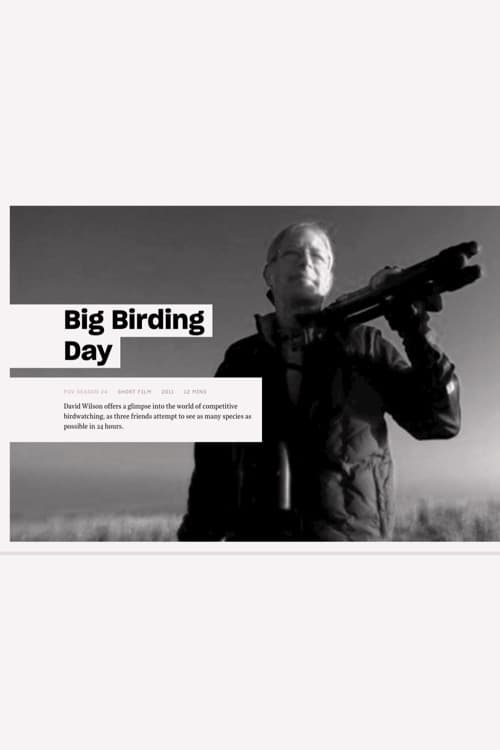 Big Birding
Day
POV SEASON 24 SHORT FILM 2011 12 MINS
David Wilson offers a glimpse into the world of competitive
birdwatching, as three friends attempt to see as many species as
possible in 24 hours.